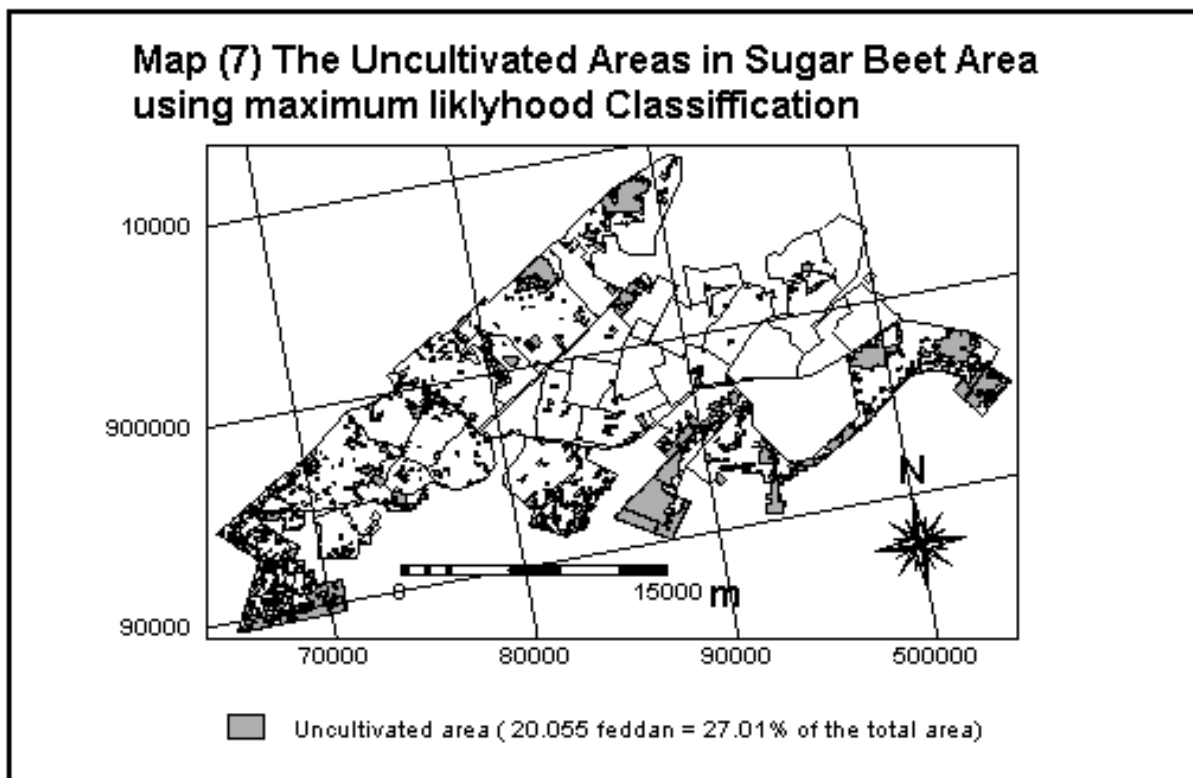 Map (7) The Uncultivated Areas in Sugar Beet Area
using maximum liklyhood Classiffication
10000
900000
N
0 15000 m
90000
70000 80000 90000 500000
Uncultivated area ( 20.055 feddan = 27.01% of the total area)